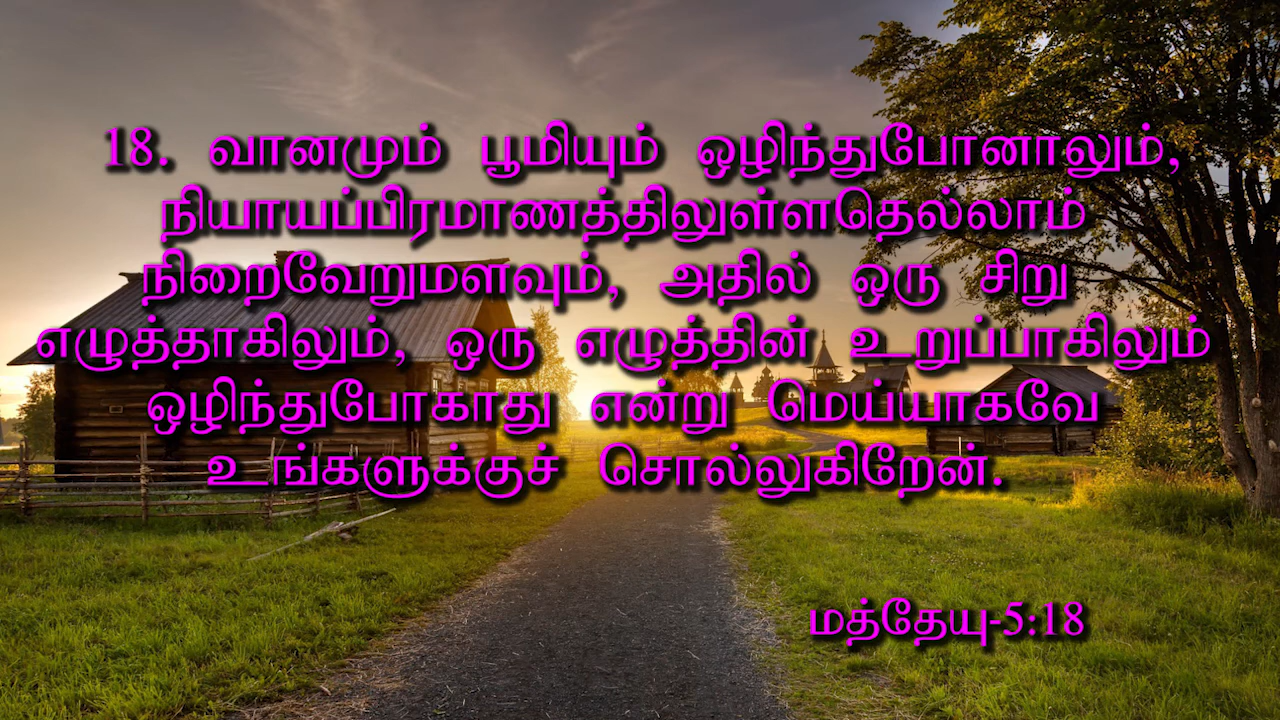 18. வானமும் பூமியும் ஒழிந்துபோனாலும்,
நியாயப்பிரமாணத்திலுள்ளதெல்லாம்
நிறைவேறுமளவும், அதில் ஒரு சிறு
எழுத்தாகிலும், ஒரு எழுத்தின் உறுப்பாகிலும்
ஒழிந்துபோகாது என்று மெய்யாகவே
உங்களுக்குச் சொல்லுகிறேன்.
மத்தேயு-5:18